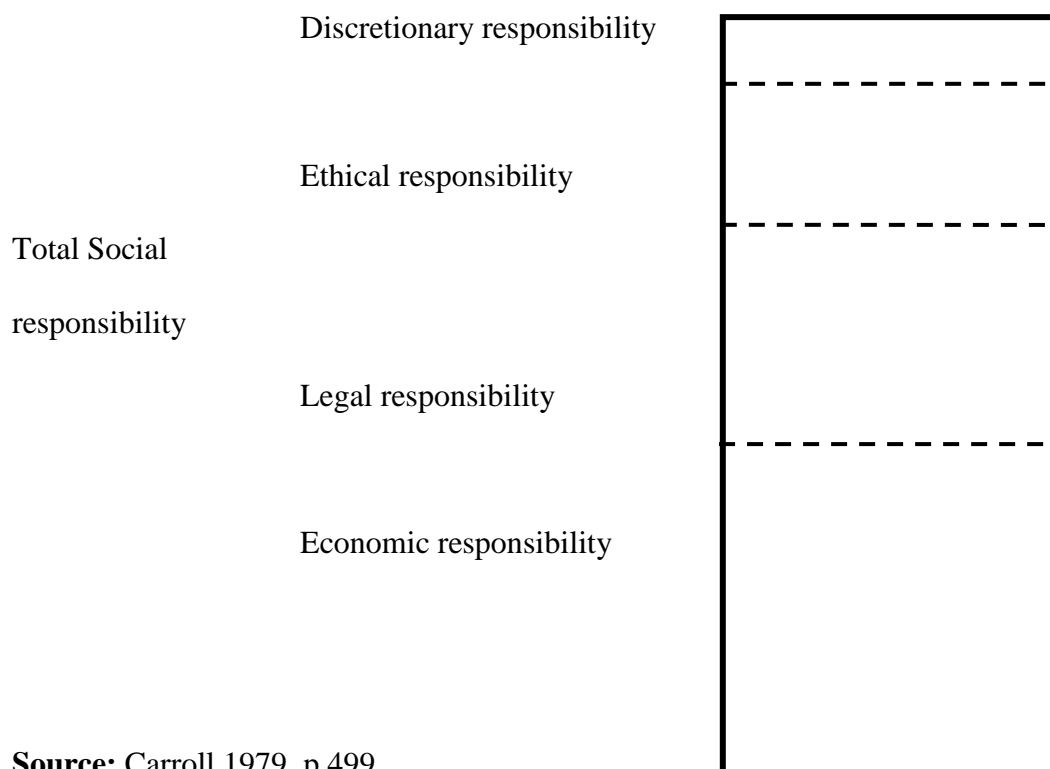 Discretionary responsibility
Ethical responsibility
Total Social
responsibility
Legal responsibility
Economic responsibility
Source: Carroll 1979, p.499